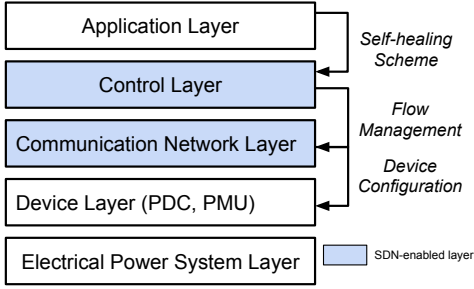 Application Layer
Self-healing
Scheme
Control Layer
Flow
Management
Communication Network Layer
Device
Configuration
Device Layer (PDC, PMU)
Electrical Power System Layer
SDN-enabled layer